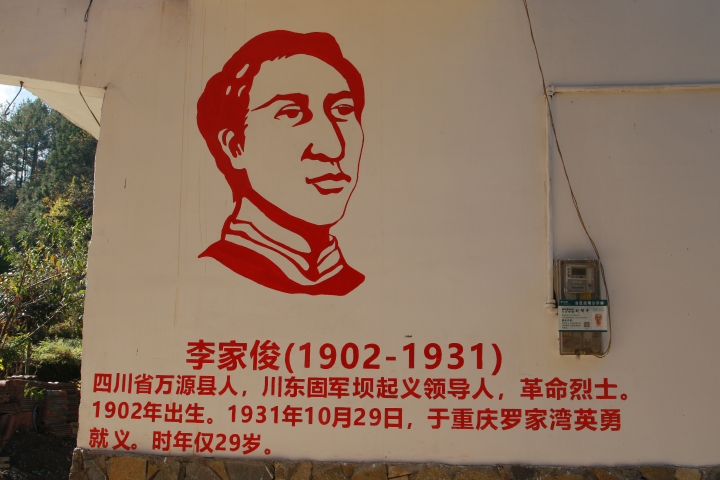 李家俊(1902-1931)
四川省万源县人，川东固军坝起义领导人，革命烈士。
1902年出生。1931年10月29日，于重庆罗家湾英勇
就义。时年仅29岁。